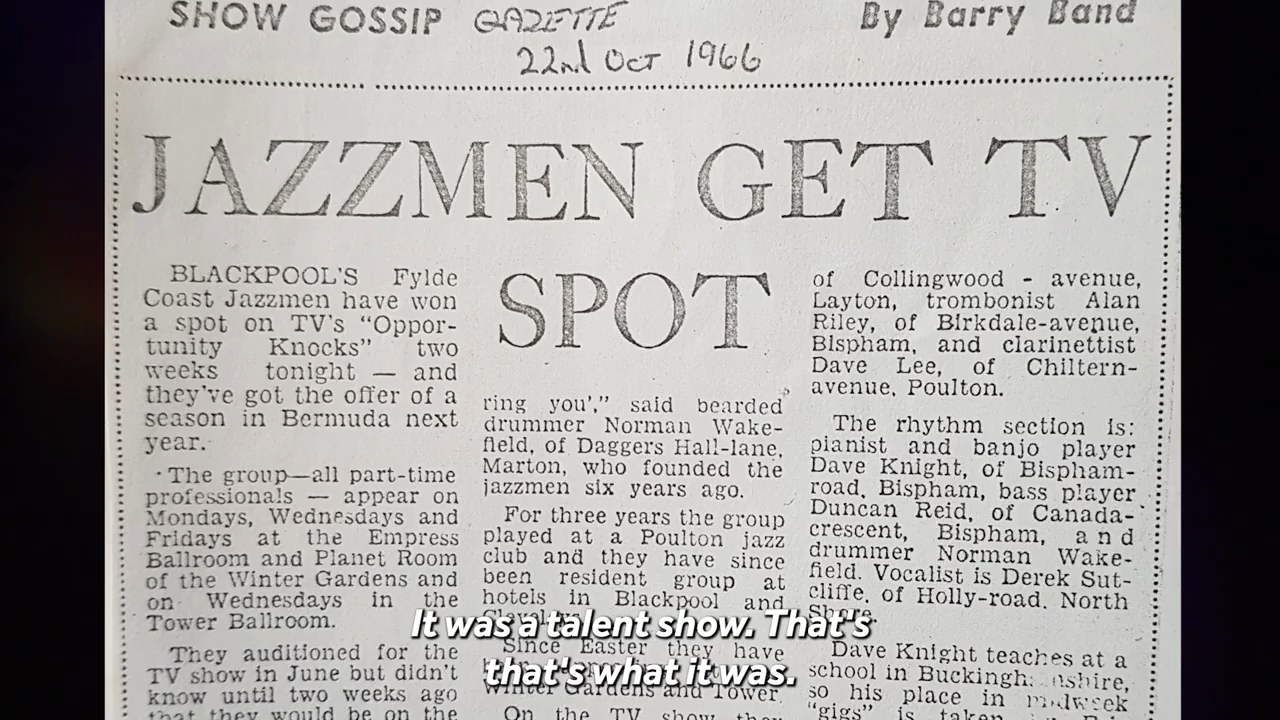 SHOW GOSSIP GAZETTE By Barry Band
22nd Oct 1966
JAZZMEN GET TV
SPOT
BLACKPOOL'S Fylde
Coast Jazzmen have won
a spot on TV's "Oppor-
tunity Knocks" two
weeks tonight — and
they've got the offer of a
season in Bermuda next
year.
The group—all part-time
professionals — appear on
Mondays, Wednesdays and
Fridays at the Empress
Ballroom and Planet Room
of the Winter Gardens and
on Wednesdays in the
Tower Ballroom.
They auditioned for the
TV show in June but didn't
know until two weeks ago
that they would be on the
ring you'," said bearded
drummer Norman Wake-
field, of Daggers Hall-lane,
Marton, who founded the
jazzmen six years ago.
For three years the group
played at a Poulton jazz
club and they have since
been resident group at
hotels in Blackpool and
Since Easter they have
Winter Gardens and Tower.
On the TV show they
of Collingwood - avenue,
Layton, trombonist Alan
Riley, of Birkdale-avenue,
Bispham, and clarinettist
Dave Lee, of Chiltern-
avenue, Poulton.
The rhythm section is:
pianist and banjo player
Dave Knight, of Bispham-
road, Bispham, bass player
Duncan Reid, of Canada-
crescent, Bispham, and
drummer Norman Wake-
field. Vocalist is Derek Sut-
cliffe, of Holly-road, North
Shore.
Dave Knight teaches at a
school in
so his place in midweek
"gigs" is taken
It was a talent show. That's
that's what it was.